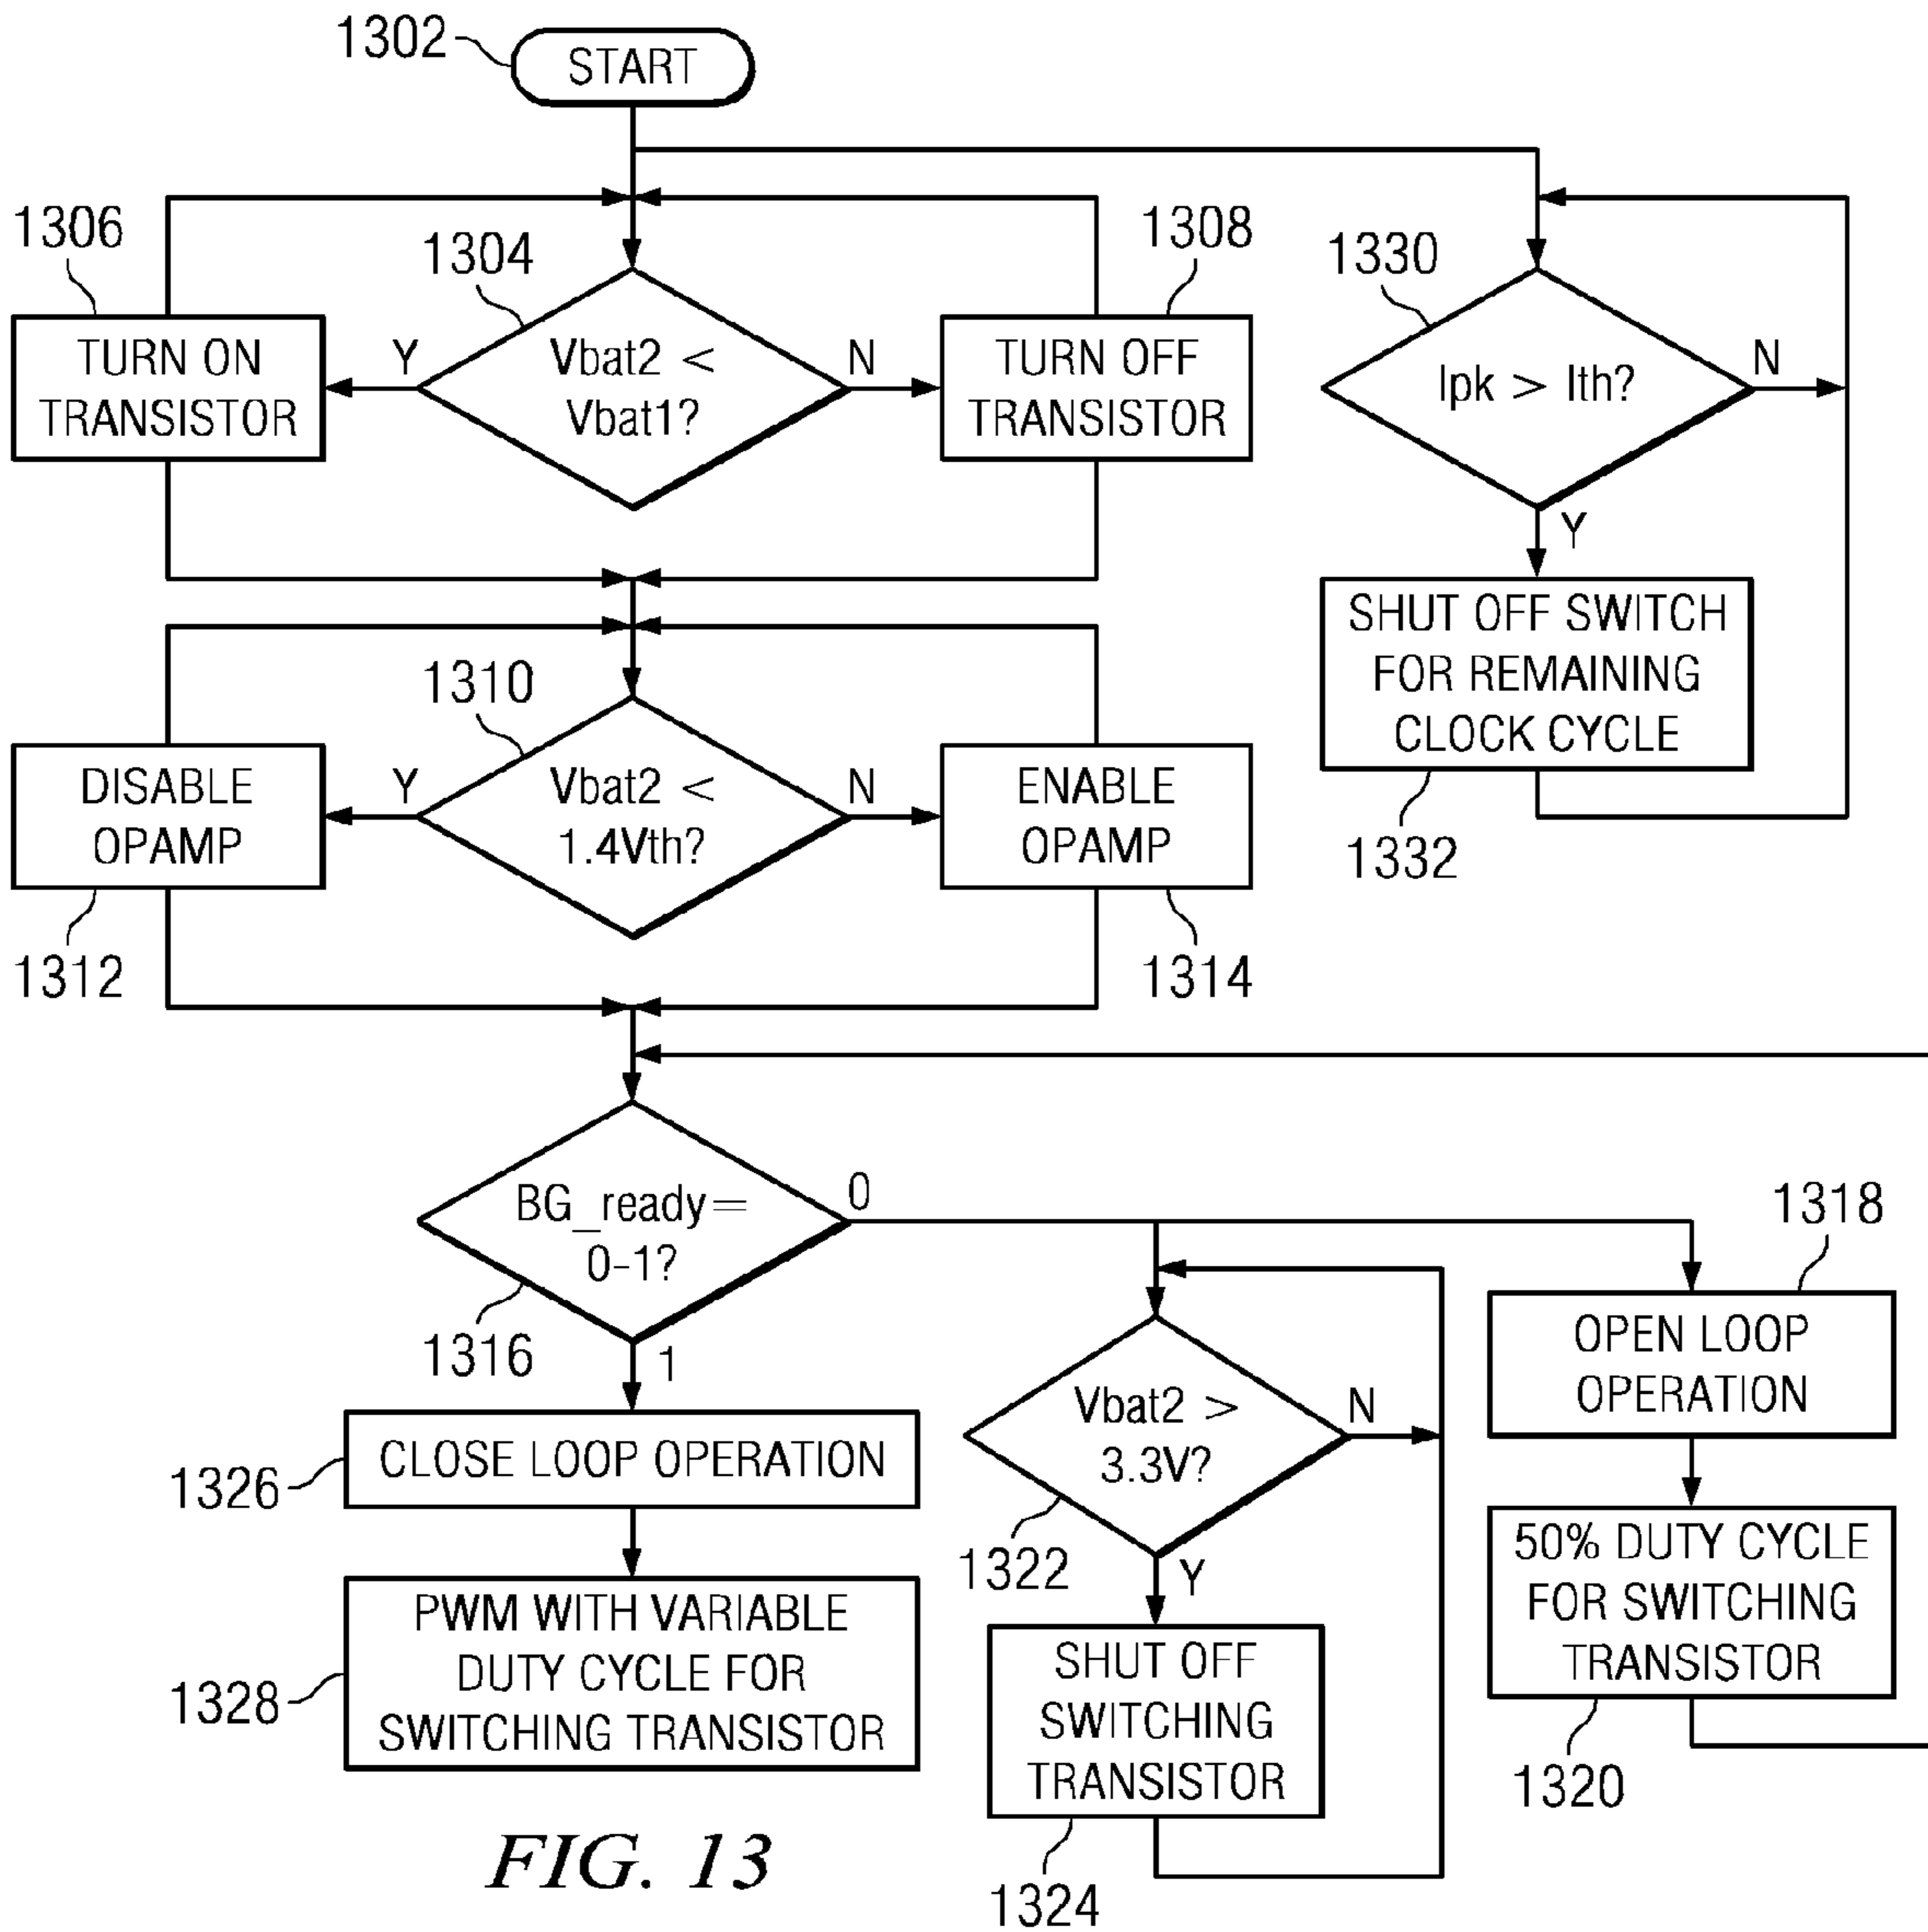 1302
START
1306
1304
1308
1330
TURN ON
TRANSISTOR
Y
Vbat2 <
Vbat1?
N
TURN OFF
TRANSISTOR
Ipk > Ith?
N
Y
SHUT OFF SWITCH
FOR REMAINING
CLOCK CYCLE
1332
1310
DISABLE
OPAMP
Y
Vbat2 <
1.4Vth?
N
ENABLE
OPAMP
1312
1314
BG_ready=
0-1?
0
1316
1
1318
OPEN LOOP
OPERATION
Vbat2 >
3.3V?
N
1322
Y
CLOSE LOOP OPERATION
1326
50% DUTY CYCLE
FOR SWITCHING
TRANSISTOR
1320
PWM WITH VARIABLE
DUTY CYCLE FOR
SWITCHING TRANSISTOR
1328
SHUT OFF
SWITCHING
TRANSISTOR
1324
FIG. 13